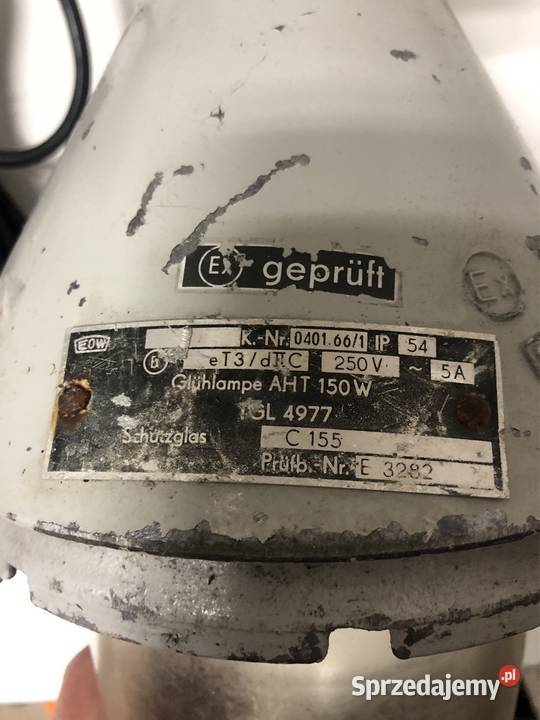 Ex geprüft
Ex
EOW K.-Nr. 0401.66/1 IP 54
eT3/dIIC 250V ~ 5A
Glühlampe AHT 150W
TGL 4977
Schutzglas C 155
Prüfb.-Nr. E 3282
Sprzedajemy.pl